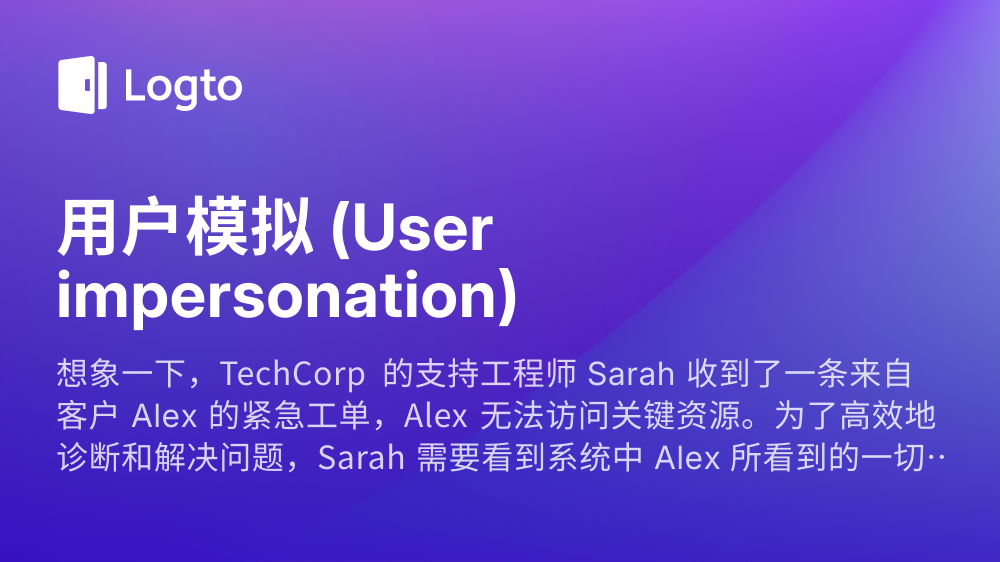 Logto
用户模拟 (User
impersonation)
想象一下，TechCorp 的支持工程师 Sarah 收到了一条来自
客户 Alex 的紧急工单，Alex 无法访问关键资源。为了高效地
诊断和解决问题，Sarah 需要看到系统中 Alex 所看到的一切··